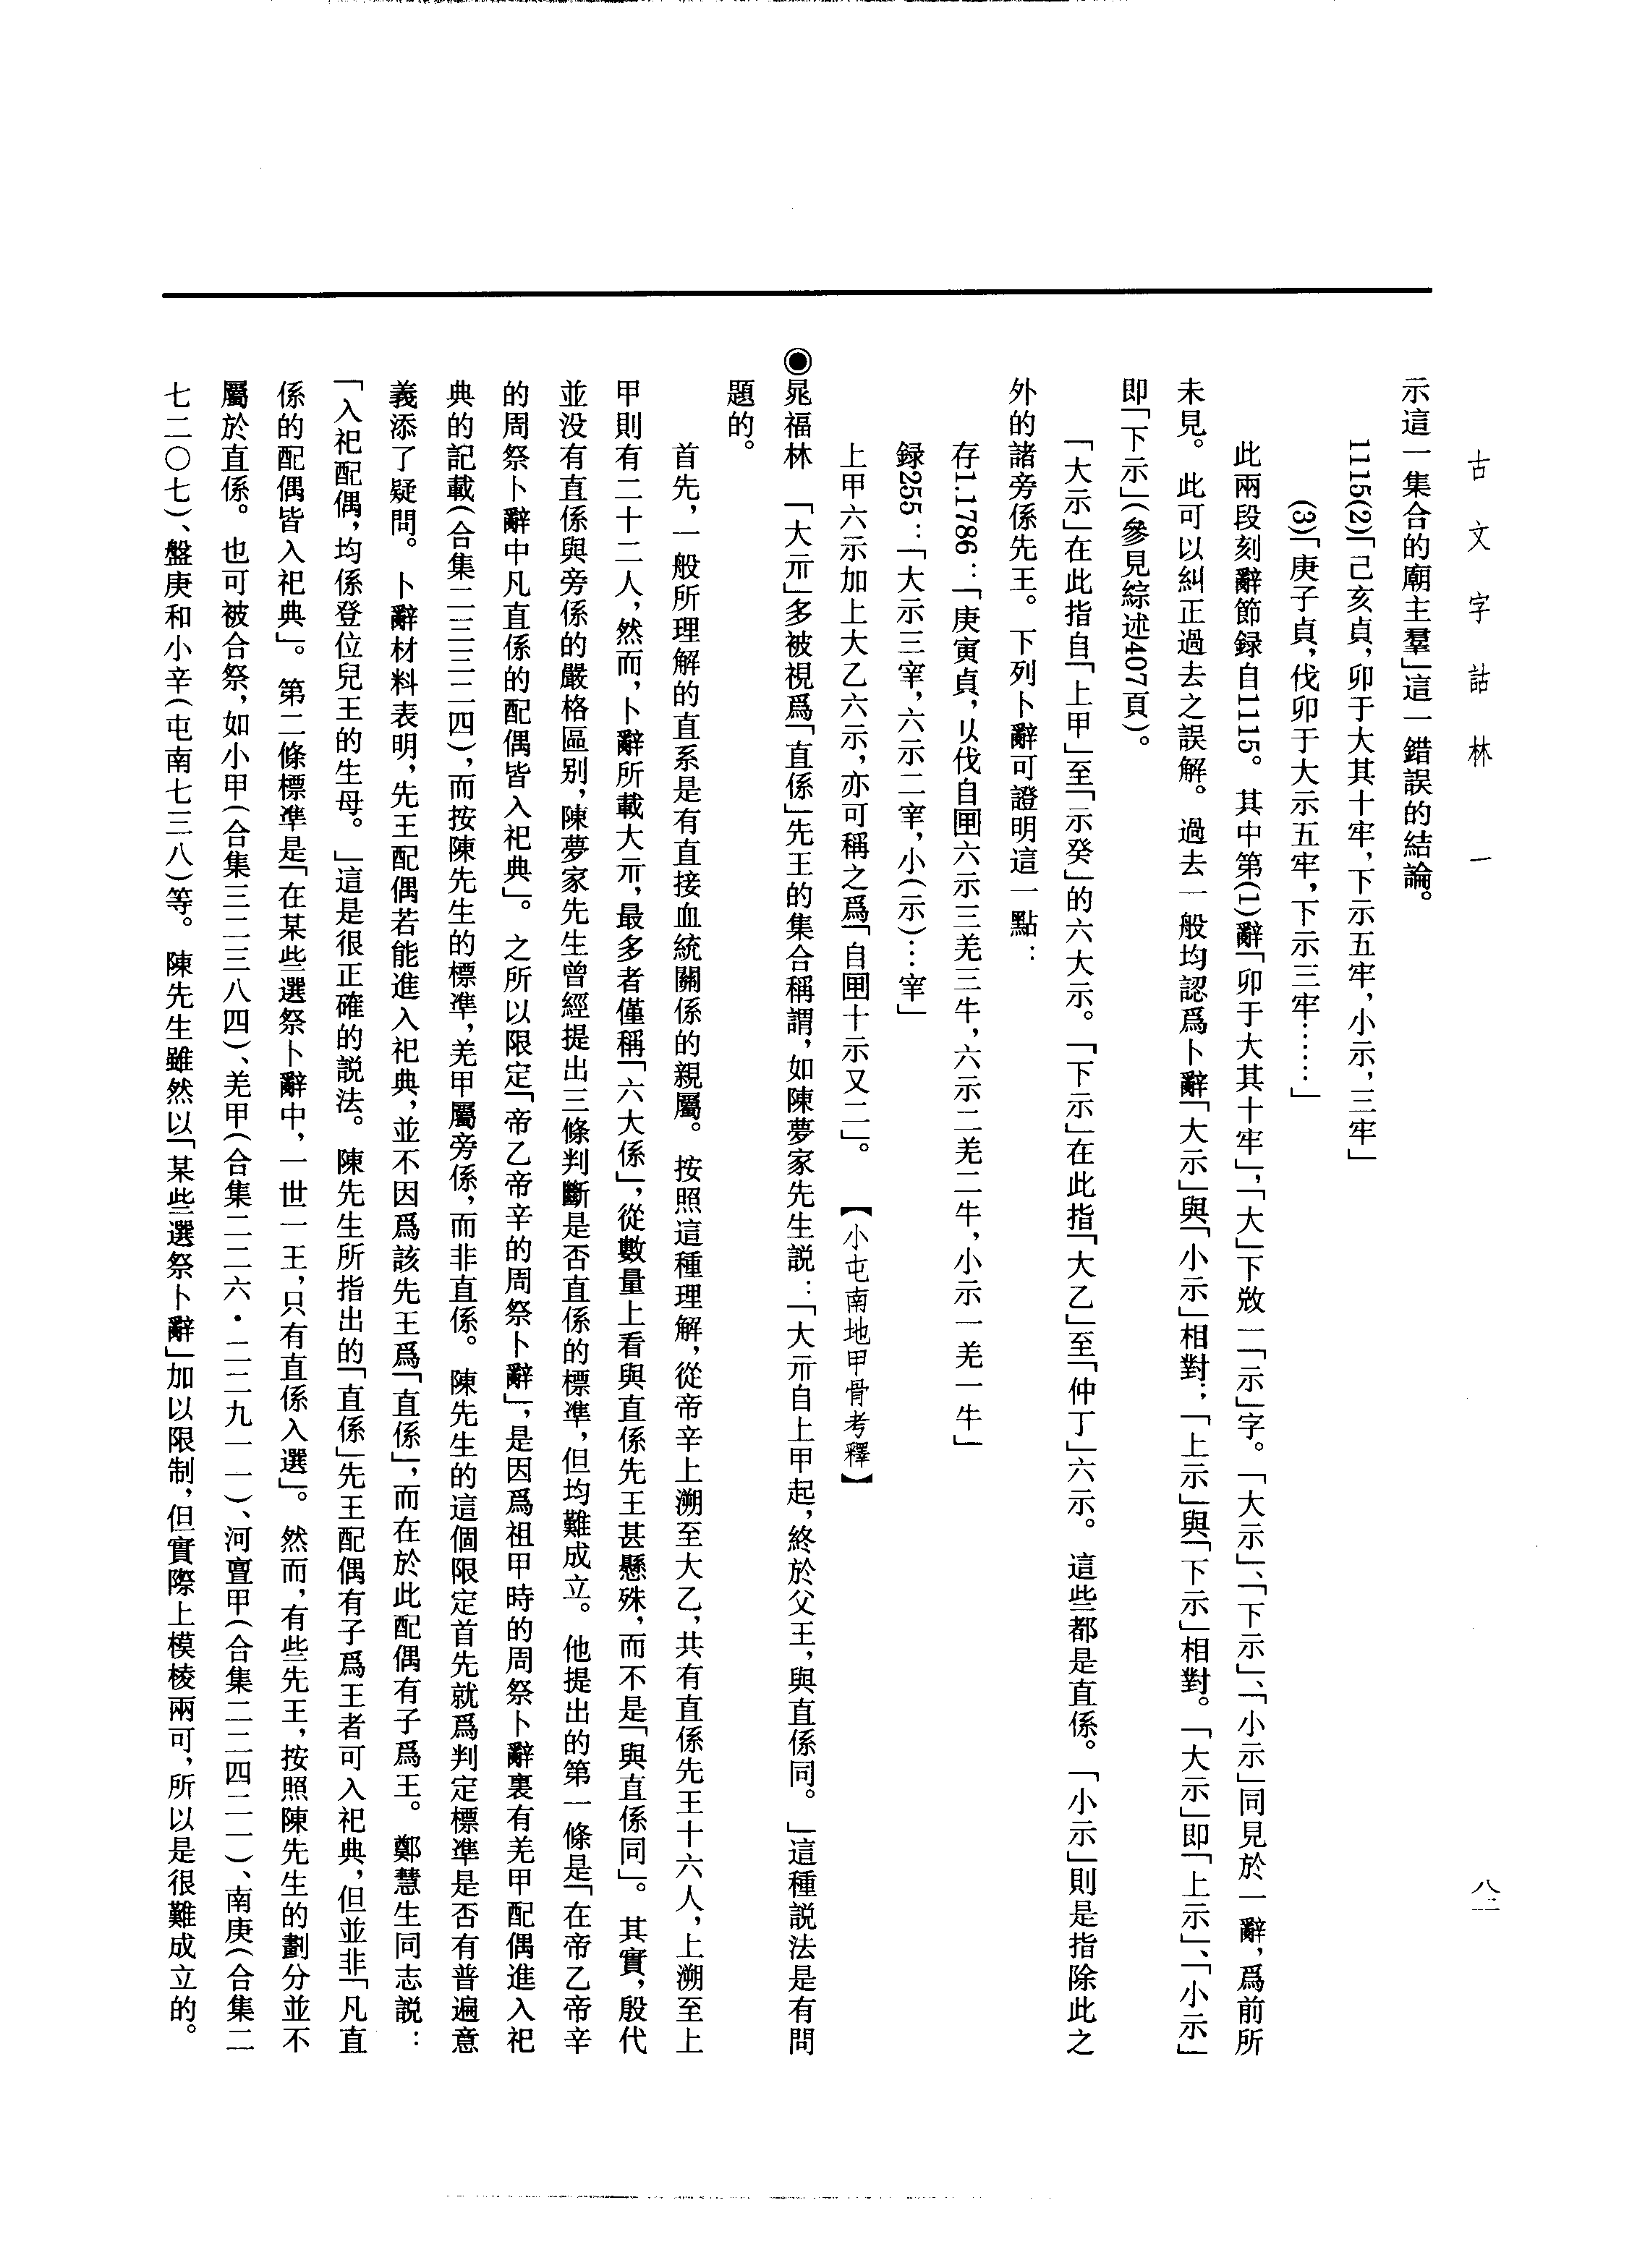 古文字詁林　一
八二
示這一集合的廟主羣」這一錯誤的結論。
1115(2)「己亥貞，卯于大其十牢，下示五牢，小示，三牢」
(3)「庚子貞，伐卯于大示五牢，下示三牢……」
此兩段刻辭節録自1115。其中第(1)辭「卯于大其十牢」，「大」下敚一「示」字。「大示」、「下示」、「小示」同見於一辭，爲前所
未見。此可以糾正過去之誤解。過去一般均認爲卜辭「大示」與「小示」相對；「上示」與「下示」相對。「大示」即「上示」、「小示」
即「下示」(參見綜述407頁)。
「大示」在此指自「上甲」至「示癸」的六大示。「下示」在此指「大乙」至「仲丁」六示。這些都是直係。「小示」則是指除此之
外的諸旁係先王。下列卜辭可證明這一點：
存1.1786：「庚寅貞，以伐自囲六示三羌三牛，六示二羌二牛，小示一羌一牛」
録255：「大示三宰，六示二宰，小(示)…宰」
上甲六示加上大乙六示，亦可稱之爲「自囲十示又二」。　【小屯南地甲骨考釋】
◉晁福林　「大示」多被視爲「直係」先王的集合稱謂，如陳夢家先生説：「大示自上甲起，終於父王，與直係同。」這種説法是有問
題的。
首先，一般所理解的直系是有直接血統關係的親屬。按照這種理解，從帝辛上溯至大乙，共有直係先王十六人，上溯至上
甲則有二十二人，然而，卜辭所載大示，最多者僅稱「六大係」，從數量上看與直係先王甚懸殊，而不是「與直係同」。其實，殷代
並没有直係與旁係的嚴格區别，陳夢家先生曾經提出三條判斷是否直係的標準，但均難成立。他提出的第一條是「在帝乙帝辛
的周祭卜辭中凡直係的配偶皆入祀典」。之所以限定「帝乙帝辛的周祭卜辭」，是因爲祖甲時的周祭卜辭裏有羌甲配偶進入祀
典的記載(合集二三三二四)，而按陳先生的標準，羌甲屬旁係，而非直係。陳先生的這個限定首先就爲判定標準是否有普遍意
義添了疑問。卜辭材料表明，先王配偶若能進入祀典，並不因爲該先王爲「直係」，而在於此配偶有子爲王。鄭慧生同志説：
「入祀配偶，均係登位兒王的生母。」這是很正確的説法。陳先生所指出的「直係」先王配偶有子爲王者可入祀典，但並非「凡直
係的配偶皆入祀典」。第二條標準是「在某些選祭卜辭中，一世一王，只有直係入選」。然而，有些先王，按照陳先生的劃分並不
屬於直係。也可被合祭，如小甲(合集三二三八四)、羌甲(合集二二六·二二九一一)、河亶甲(合集二二四二一)、南庚(合集二
七二〇七)、盤庚和小辛(屯南七三八)等。陳先生雖然以「某些選祭卜辭」加以限制，但實際上模棱兩可，所以是很難成立的。